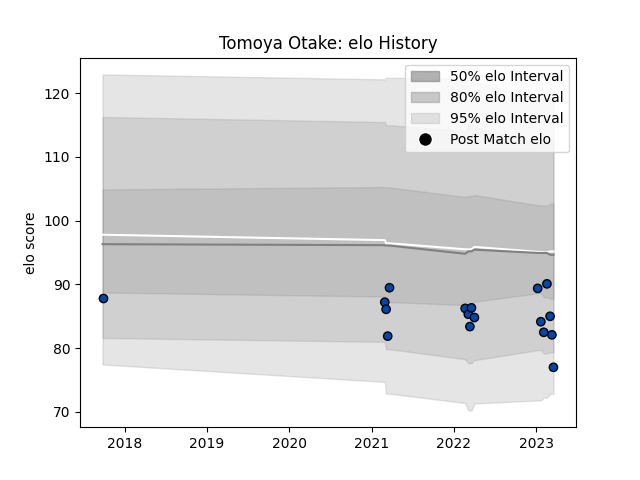 Tomoya Otake: elo History
50% elo Interval
80% elo Interval
95% elo Interval
Post Match elo
elo score
120
110
100
90
80
70
2018 2019 2020 2021 2022 2023